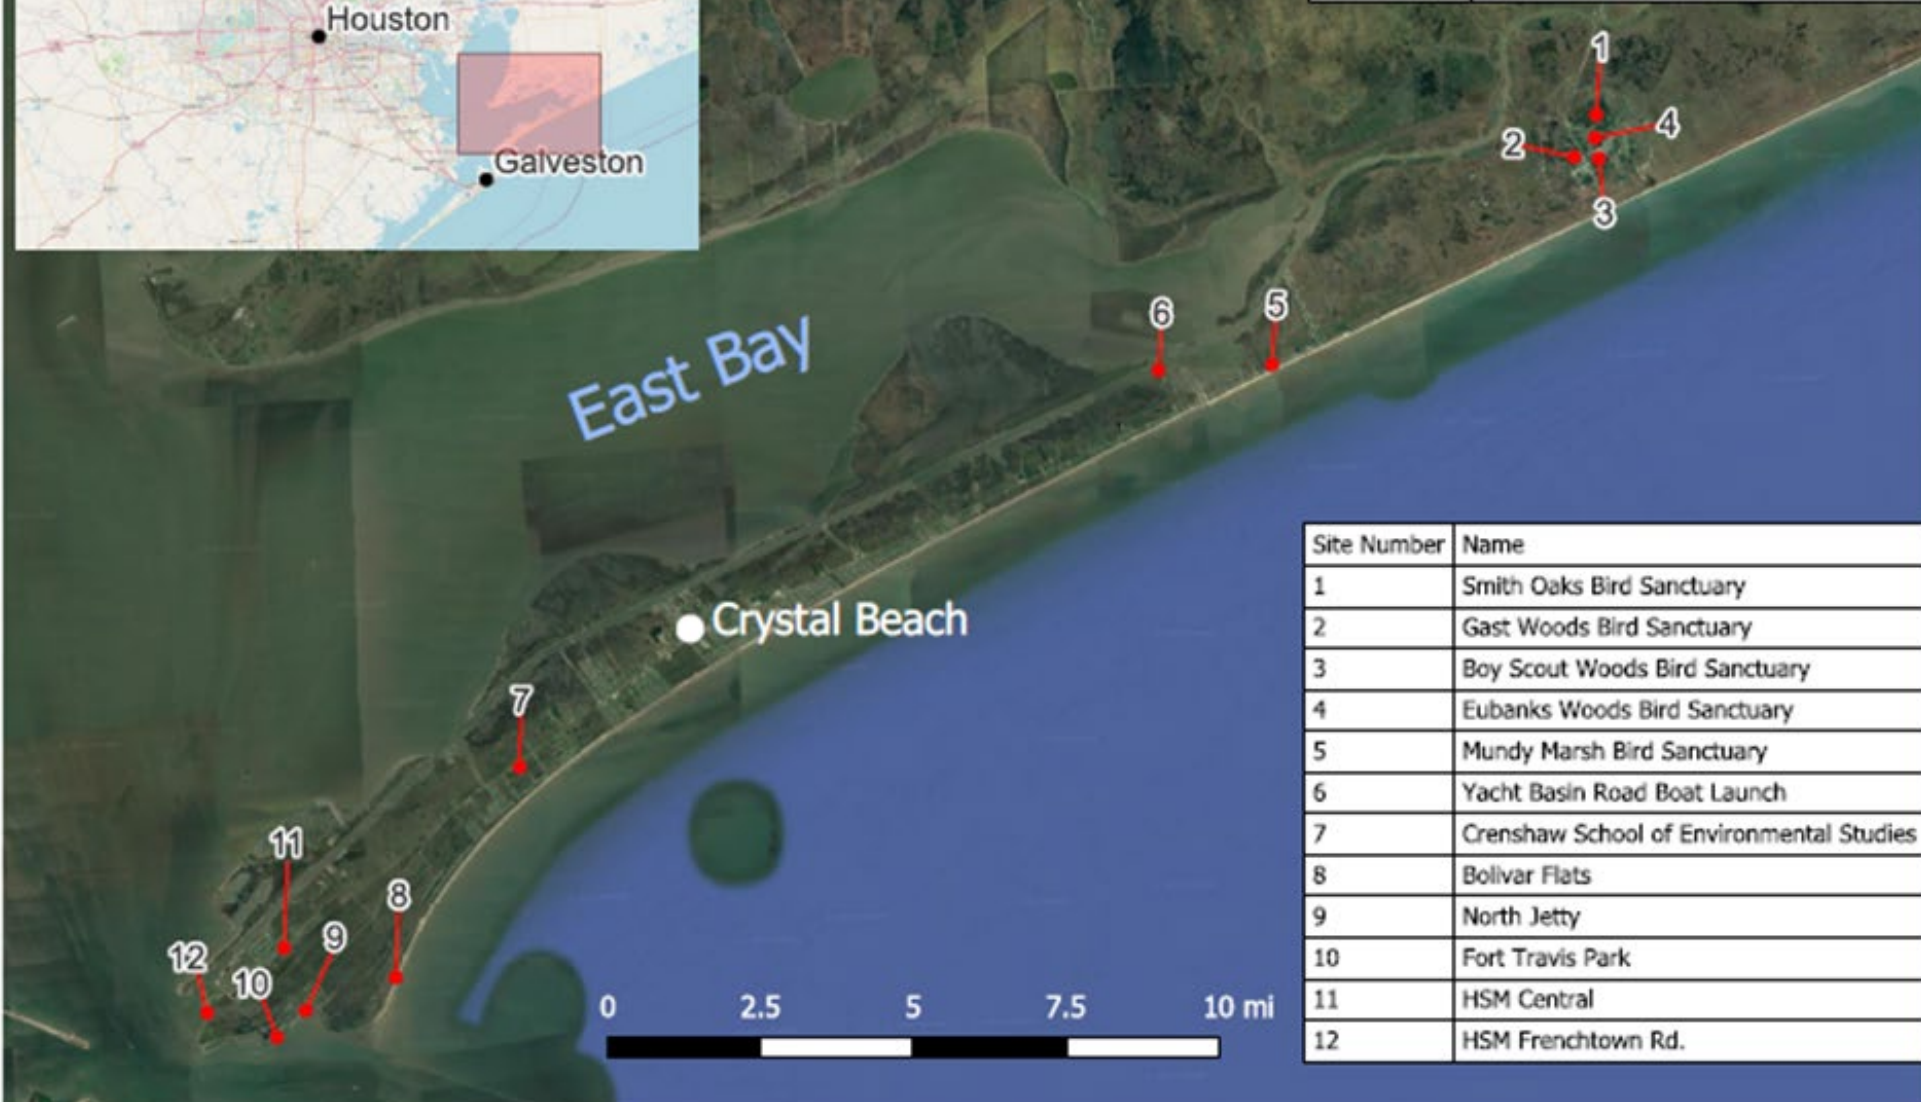 Houston
Galveston
1
4
2
3
6
5
East Bay
Crystal Beach
7
11
8
9
12
10
0 2.5 5 7.5 10 mi
Site Number Name
1 Smith Oaks Bird Sanctuary
2 Gast Woods Bird Sanctuary
3 Boy Scout Woods Bird Sanctuary
4 Eubanks Woods Bird Sanctuary
5 Mundy Marsh Bird Sanctuary
6 Yacht Basin Road Boat Launch
7 Crenshaw School of Environmental Studies
8 Bolivar Flats
9 North Jetty
10 Fort Travis Park
11 HSM Central
12 HSM Frenchtown Rd.